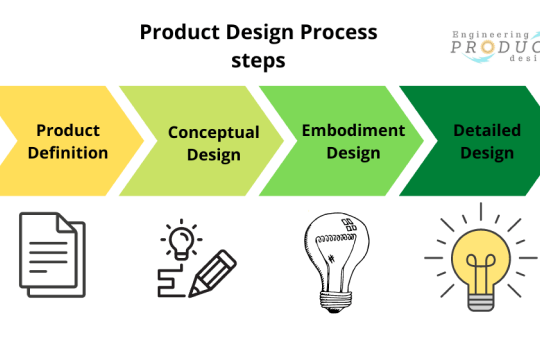 Product Design Process
steps
Engineering
PRODUC
desi
Product
Definition
Conceptual
Design
Embodiment
Design
Detailed
Design